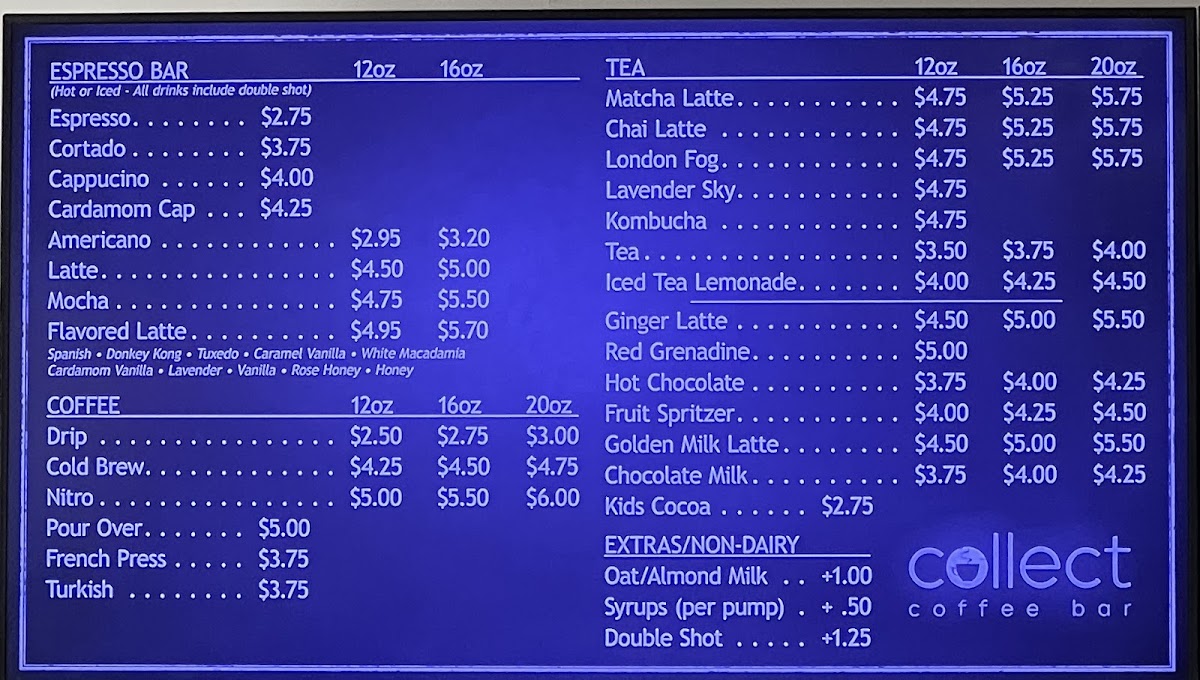 ESPRESSO BAR 12oz 16oz
(Hot or Iced - All drinks include double shot)
Espresso. . . . . . . . $2.75
Cortado . . . . . . . . $3.75
Cappucino . . . . . . $4.00
Cardamom Cap . . . $4.25
Americano . . . . . . . . . . . . . $2.95 $3.20
Latte. . . . . . . . . . . . . . . . . $4.50 $5.00
Mocha . . . . . . . . . . . . . . . . $4.75 $5.50
Flavored Latte. . . . . . . . . . . $4.95 $5.70
Spanish • Donkey Kong • Tuxedo • Caramel Vanilla • White Macadamia
Cardamom Vanilla • Lavender • Vanilla • Rose Honey • Honey
COFFEE 12oz 16oz 20oz
Drip . . . . . . . . . . . . . . . . . $2.50 $2.75 $3.00
Cold Brew. . . . . . . . . . . . . . $4.25 $4.50 $4.75
Nitro. . . . . . . . . . . . . . . . . $5.00 $5.50 $6.00
Pour Over. . . . . . . $5.00
French Press . . . . . $3.75
Turkish . . . . . . . . $3.75
TEA 12oz 16oz 20oz
Matcha Latte. . . . . . . . . . . $4.75 $5.25 $5.75
Chai Latte . . . . . . . . . . . . $4.75 $5.25 $5.75
London Fog. . . . . . . . . . . . $4.75 $5.25 $5.75
Lavender Sky. . . . . . . . . . . $4.75
Kombucha . . . . . . . . . . . . $4.75
Tea. . . . . . . . . . . . . . . . . $3.50 $3.75 $4.00
Iced Tea Lemonade. . . . . . . $4.00 $4.25 $4.50
Ginger Latte . . . . . . . . . . . $4.50 $5.00 $5.50
Red Grenadine. . . . . . . . . . $5.00
Hot Chocolate . . . . . . . . . . $3.75 $4.00 $4.25
Fruit Spritzer. . . . . . . . . . . $4.00 $4.25 $4.50
Golden Milk Latte. . . . . . . . $4.50 $5.00 $5.50
Chocolate Milk. . . . . . . . . . $3.75 $4.00 $4.25
Kids Cocoa . . . . . . $2.75
EXTRAS/NON-DAIRY
Oat/Almond Milk . . +1.00
Syrups (per pump) . + .50
Double Shot . . . . . +1.25
collect
coffee bar